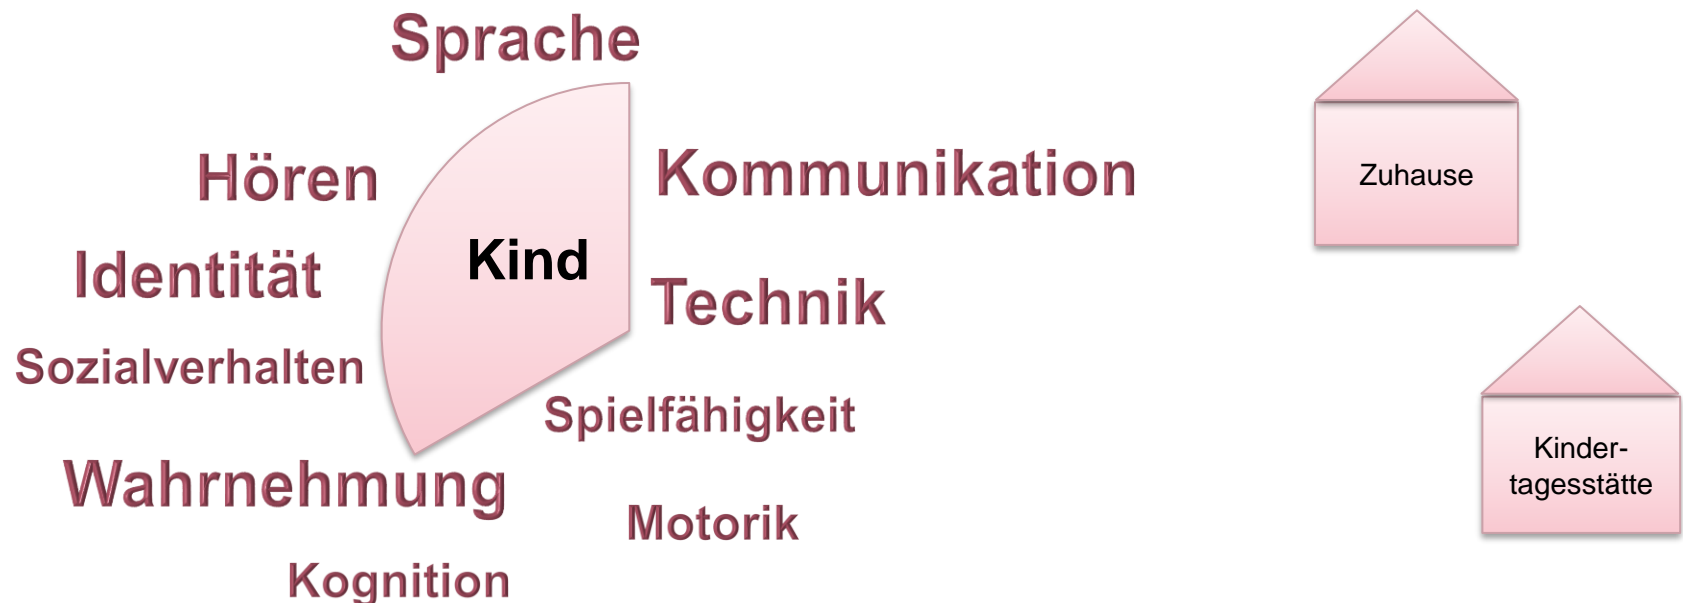 Sprache
Hören
Kommunikation
Zuhause
Kind
Identität
Technik
Sozialverhalten
Spielfähigkeit
Kinder-
tagesstätte
Wahrnehmung
Motorik
Kognition